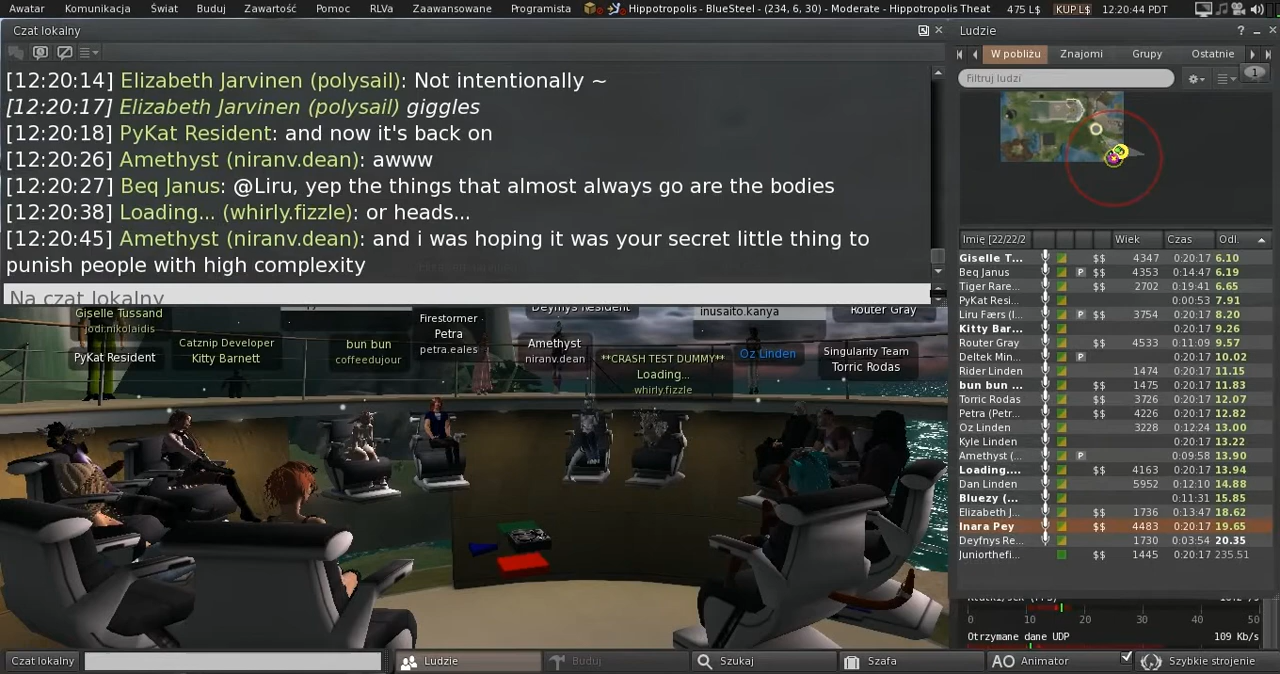 Awatar Komunikacja Świat Buduj Zawartość Pomoc RLVa Zaawansowane Programista Hippotropolis - BlueSteel - (234, 6, 30) - Moderate - Hippotropolis Theat 475 L$ KUP L$ 12:20:44 PDT
Czat lokalny
[12:20:14] Elizabeth Jarvinen (polysail): Not intentionally ~
[12:20:17] Elizabeth Jarvinen (polysail) giggles
[12:20:18] PyKat Resident: and now it's back on
[12:20:26] Amethyst (niranv.dean): awww
[12:20:27] Beq Janus: @Liru, yep the things that almost always go are the bodies
[12:20:38] Loading... (whirly.fizzle): or heads...
[12:20:45] Amethyst (niranv.dean): and i was hoping it was your secret little thing to
punish people with high complexity
Na czat lokalny
Giselle Tussand
jodi.nikolaidis
PyKat Resident
Catznip Developer
Kitty Barnett
bun bun
coffeedujour
Firestormer
Petra
petra.eales
Deyfnys Resident
Amethyst
niranv.dean
**CRASH TEST DUMMY**
Loading...
whirly.fizzle
inusaito.kanya
Oz Linden
Router Gray
Singularity Team
Torric Rodas
Ludzie
W pobliżu Znajomi Grupy Ostatnie
Filtruj ludzi
1
Imię [22/22/2 Wiek Czas Odl.
Giselle T... $$ 4347 0:20:17 6.10
Beq Janus P $$ 4353 0:14:47 6.19
Tiger Rare... $$ 2702 0:19:41 6.65
PyKat Resi... 0:00:53 7.91
Liru Færs (I... P $$ 3754 0:20:17 8.20
Kitty Bar... 0:20:17 9.26
Router Gray $$ 4533 0:11:09 9.57
Deltek Min... P 0:20:17 10.02
Rider Linden 1474 0:20:17 11.15
bun bun ... $$ 1475 0:20:17 11.83
Torric Rodas $$ 3726 0:20:17 12.07
Petra (Petr... $$ 4226 0:20:17 12.82
Oz Linden 3228 0:12:24 13.00
Kyle Linden 0:20:17 13.22
Amethyst (... P 0:09:58 13.90
Loading.... $$ 4163 0:20:17 13.94
Dan Linden 5952 0:12:10 14.88
Bluezy (... 0:11:31 15.85
Elizabeth J... $$ 1736 0:13:47 18.62
Inara Pey $$ 4483 0:20:17 19.65
Deyfnys Re... 1730 0:03:54 20.35
Juniorthefi... $$ 1445 0:20:17 235.51
0 10 20 30 40 50
Otrzymane dane UDP 109 Kb/s
Czat lokalny Ludzie Buduj Szukaj Szafa AO Animator Szybkie strojenie